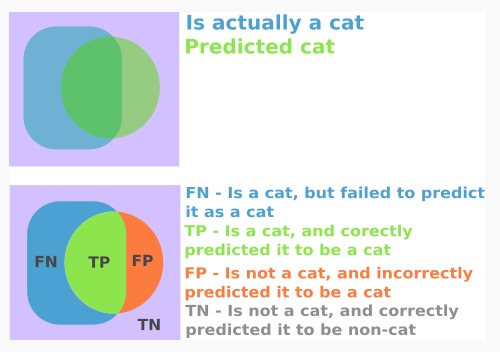 Is actually a cat
Predicted cat
FN - Is a cat, but failed to predict
it as a cat
TP - Is a cat, and corectly
predicted it to be a cat
FP - Is not a cat, and incorrectly
predicted it to be a cat
TN - Is not a cat, and correctly
predicted it to be non-cat
FN
TP
FP
TN